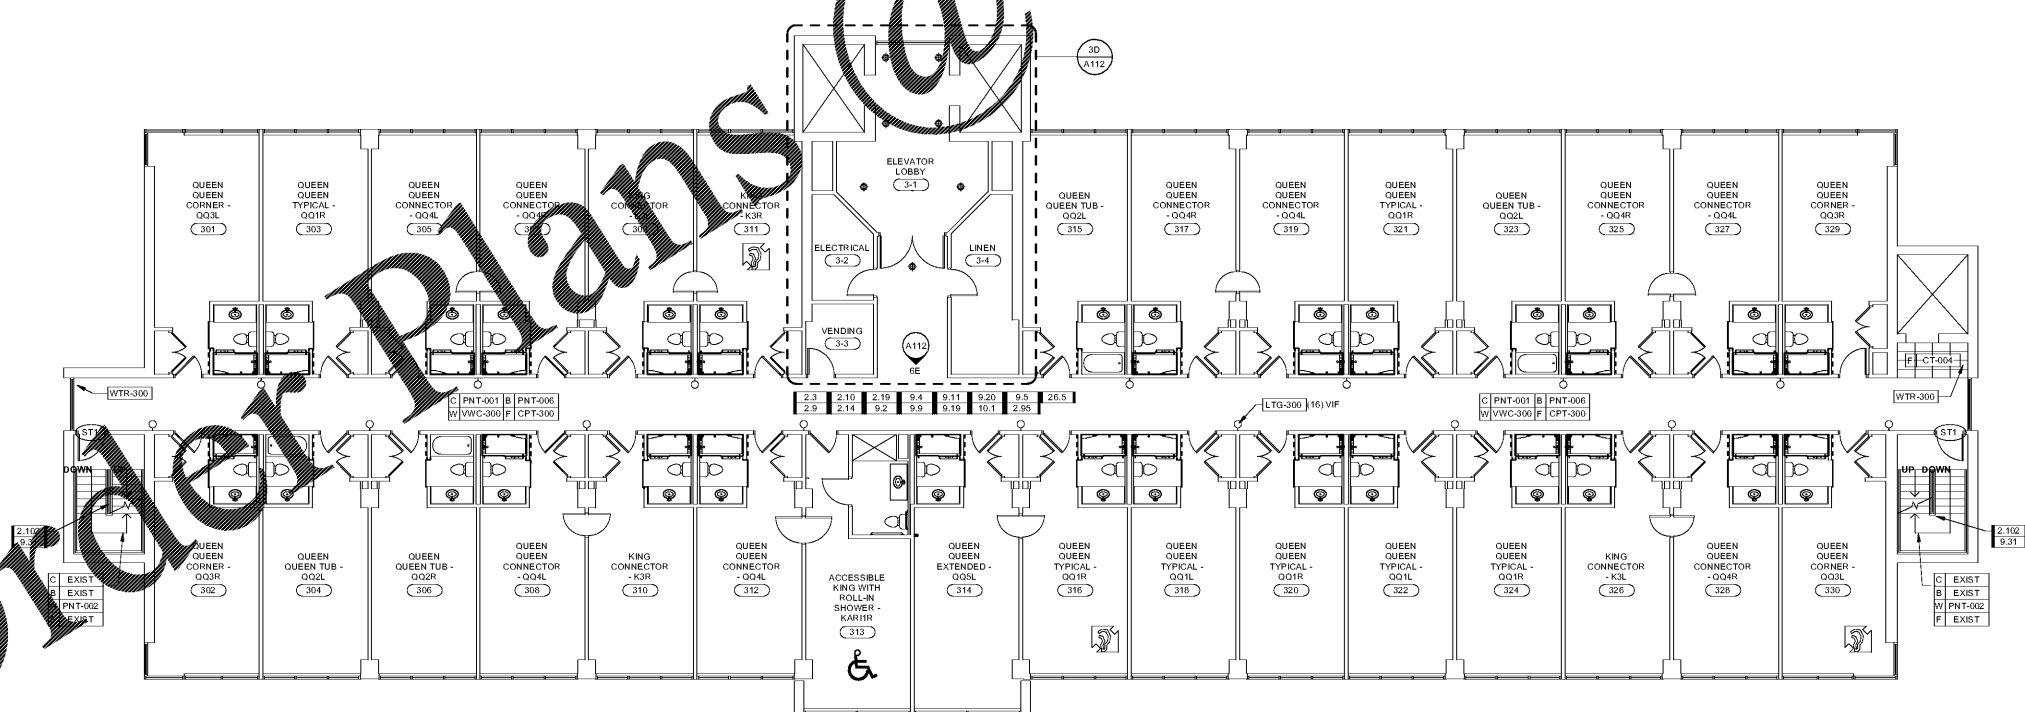 order Plans @
3D
A112
ELEVATOR
LOBBY
3-1
ELECTRICAL
3-2
LINEN
3-4
VENDING
3-3
A112
6E
QUEEN
QUEEN
CORNER -
QQ3L
301
QUEEN
QUEEN
TYPICAL -
QQ1R
303
QUEEN
QUEEN
CONNECTOR
- QQ4L
305
QUEEN
QUEEN
CONNECTOR
CONNECTOR
CONNECTOR
- K3R
311
QUEEN
QUEEN TUB -
QQ2L
315
QUEEN
QUEEN
CONNECTOR
- QQ4R
317
QUEEN
QUEEN
CONNECTOR
- QQ4L
319
QUEEN
QUEEN
TYPICAL -
QQ1R
321
QUEEN
QUEEN TUB -
QQ2L
323
QUEEN
QUEEN
CONNECTOR
- QQ4R
325
QUEEN
QUEEN
CONNECTOR
- QQ4L
327
QUEEN
QUEEN
CORNER -
QQ3R
329
F CT-004
WTR-300
WTR-300
C PNT-001 B PNT-006
W VWC-300 F CPT-300
2.3 2.10 2.19 9.4 9.11 9.20 9.5 26.5
2.9 2.14 9.2 9.9 9.19 10.1 2.95
LTG-300 (16) VIF
C PNT-001 B PNT-006
W VWC-300 F CPT-300
ST1
DOWN
ST1
UP DOWN
2.102
9.31
QUEEN
QUEEN
CORNER -
QQ3R
302
QUEEN
QUEEN TUB -
QQ2L
304
QUEEN
QUEEN TUB -
QQ2R
306
QUEEN
QUEEN
CONNECTOR
- QQ4L
308
KING
CONNECTOR
- K3R
310
QUEEN
QUEEN
CONNECTOR
- QQ4L
312
ACCESSIBLE
KING WITH
ROLL-IN
SHOWER -
KARI1R
313
QUEEN
QUEEN
EXTENDED -
QQ5L
314
QUEEN
QUEEN
TYPICAL -
QQ1R
316
QUEEN
QUEEN
TYPICAL -
QQ1L
318
QUEEN
QUEEN
TYPICAL -
QQ1R
320
QUEEN
QUEEN
TYPICAL -
QQ1L
322
QUEEN
QUEEN
TYPICAL -
QQ1R
324
KING
CONNECTOR
- K3L
326
QUEEN
QUEEN
CONNECTOR
- QQ4R
328
QUEEN
QUEEN
CORNER -
QQ3L
330
C EXIST
B EXIST
PNT-002
EXIST
C EXIST
B EXIST
W PNT-002
F EXIST